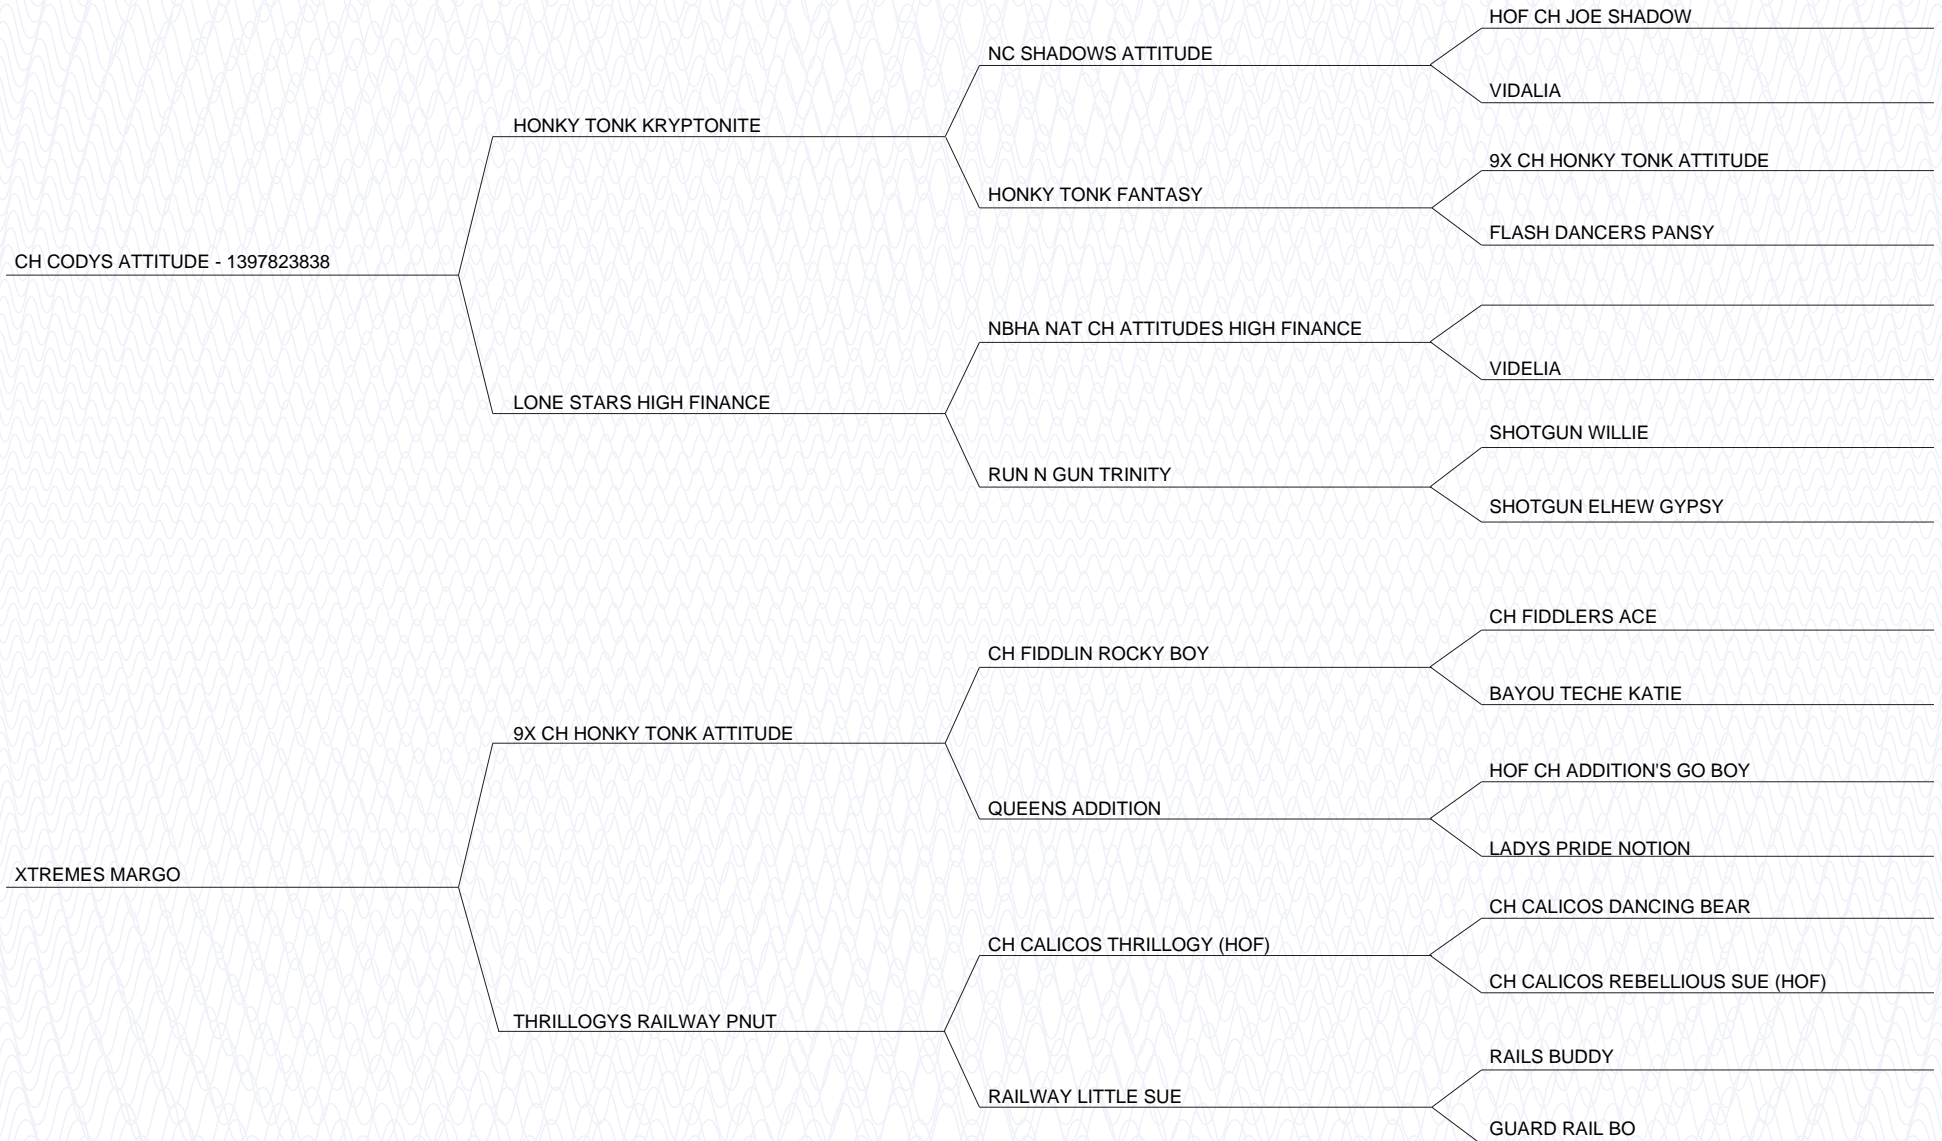 HOF CH JOE SHADOW
NC SHADOWS ATTITUDE
VIDALIA
HONKY TONK KRYPTONITE
9X CH HONKY TONK ATTITUDE
HONKY TONK FANTASY
FLASH DANCERS PANSY
CH CODYS ATTITUDE - 1397823838
NBHA NAT CH ATTITUDES HIGH FINANCE
VIDELIA
LONE STARS HIGH FINANCE
SHOTGUN WILLIE
RUN N GUN TRINITY
SHOTGUN ELHEW GYPSY
CH FIDDLERS ACE
CH FIDDLIN ROCKY BOY
BAYOU TECHE KATIE
9X CH HONKY TONK ATTITUDE
HOF CH ADDITION'S GO BOY
QUEENS ADDITION
LADYS PRIDE NOTION
XTREMES MARGO
CH CALICOS DANCING BEAR
CH CALICOS THRILLOGY (HOF)
CH CALICOS REBELLIOUS SUE (HOF)
THRILLOGYS RAILWAY PNUT
RAILS BUDDY
RAILWAY LITTLE SUE
GUARD RAIL BO